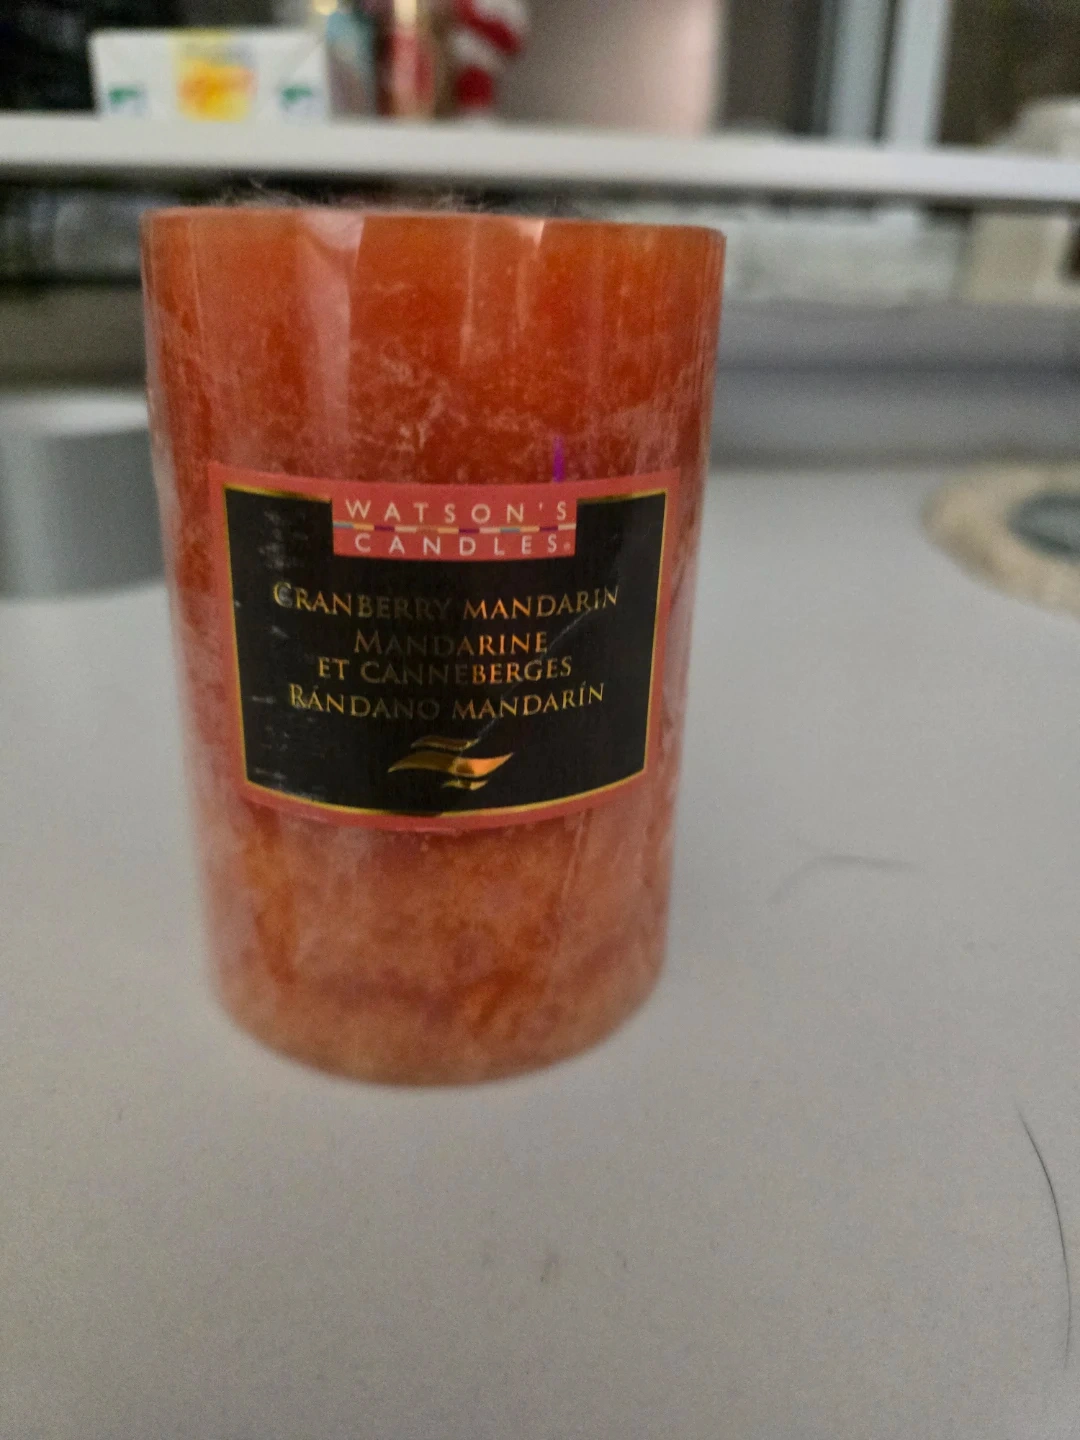 WATSON'S
CANDLES®
CRANBERRY MANDARIN
MANDARINE
ET CANNEBERGES
RÁNDANO MANDARÍN